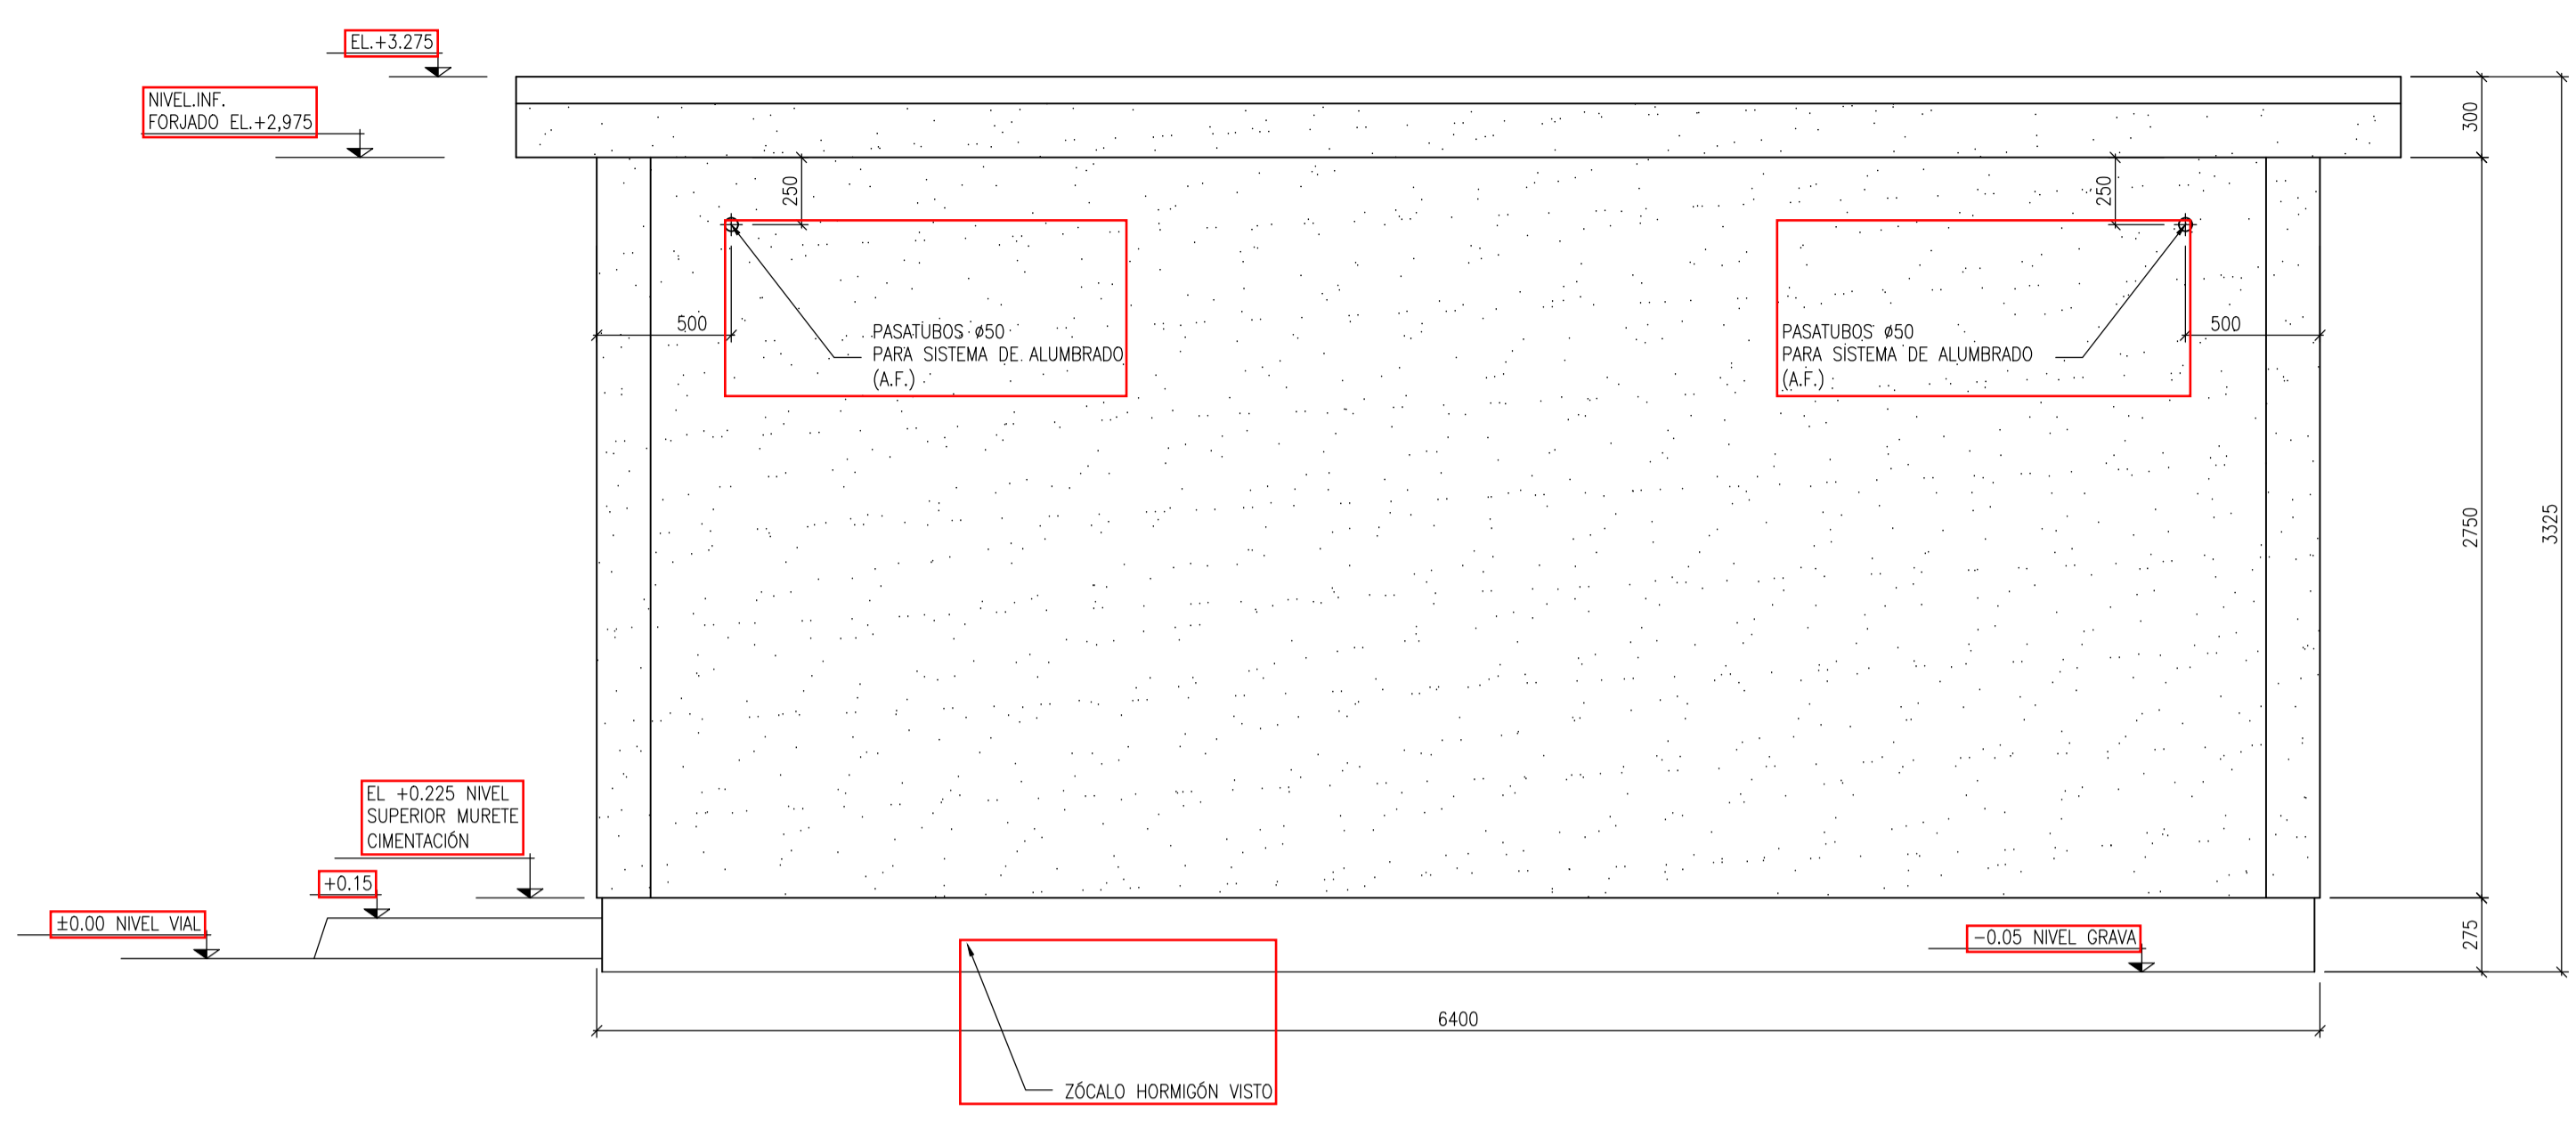 EL.+3.275
NIVEL.INF.
FORJADO EL.+2,975
300
250
250
500
PASATUBOS ø50
PARA SISTEMA DE ALUMBRADO
(A.F.)
PASATUBOS ø50
PARA SISTEMA DE ALUMBRADO
(A.F.)
500
2750
3325
EL +0.225 NIVEL
SUPERIOR MURETE
CIMENTACIÓN
+0.15
±0.00 NIVEL VIAL
-0.05 NIVEL GRAVA
275
6400
ZÓCALO HORMIGÓN VISTO